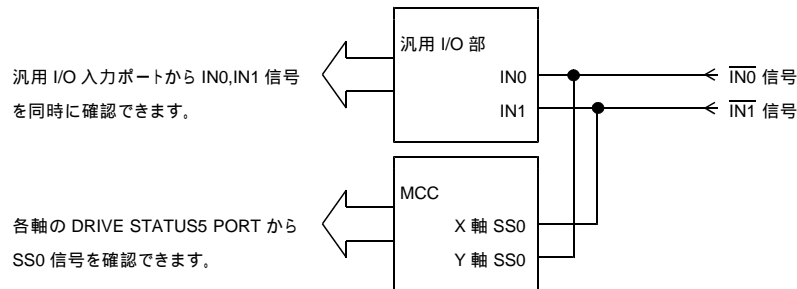 汎用 I/O 部
汎用 I/O 入力ポートから IN0,IN1 信号
を同時に確認できます。
IN0
IN0 信号
IN1
IN1 信号
MCC
各軸の DRIVE STATUS5 PORT から
SS0 信号を確認できます。
X 軸 SS0
Y 軸 SS0